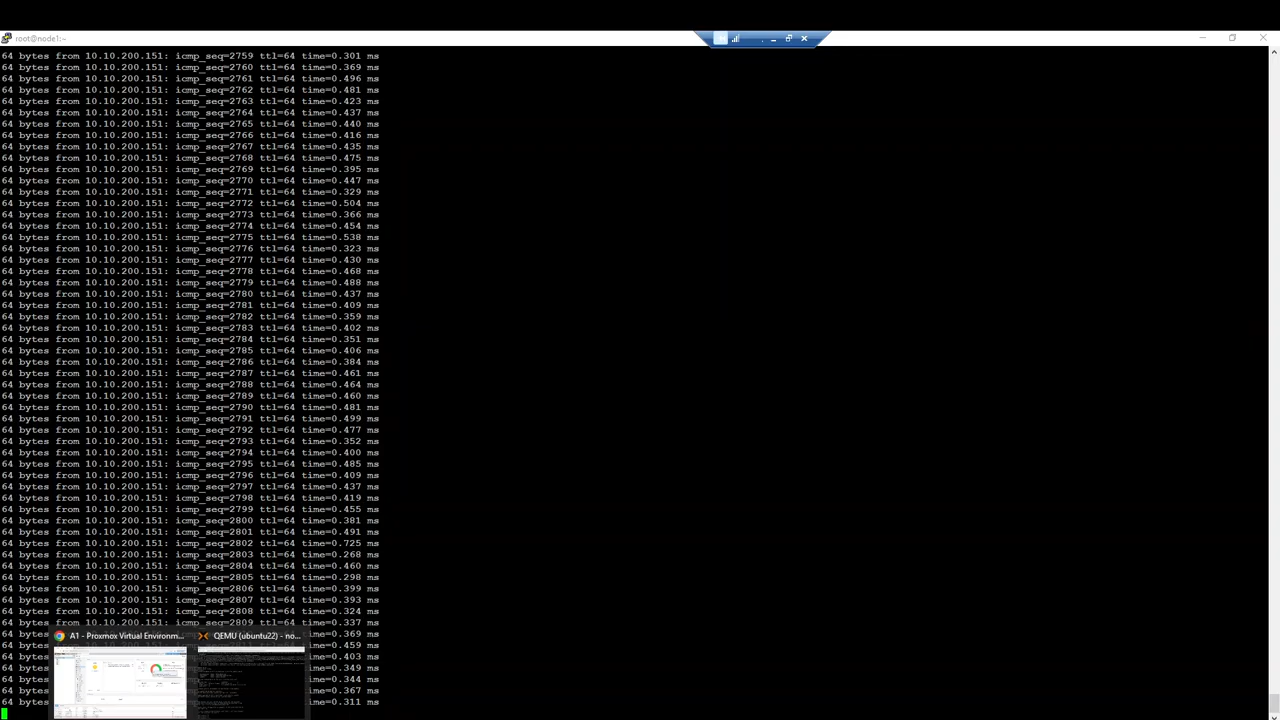 root@node1:~
64 bytes from 10.10.200.151: icmp_seq=2759 ttl=64 time=0.301 ms
64 bytes from 10.10.200.151: icmp_seq=2760 ttl=64 time=0.369 ms
64 bytes from 10.10.200.151: icmp_seq=2761 ttl=64 time=0.496 ms
64 bytes from 10.10.200.151: icmp_seq=2762 ttl=64 time=0.481 ms
64 bytes from 10.10.200.151: icmp_seq=2763 ttl=64 time=0.423 ms
64 bytes from 10.10.200.151: icmp_seq=2764 ttl=64 time=0.437 ms
64 bytes from 10.10.200.151: icmp_seq=2765 ttl=64 time=0.440 ms
64 bytes from 10.10.200.151: icmp_seq=2766 ttl=64 time=0.416 ms
64 bytes from 10.10.200.151: icmp_seq=2767 ttl=64 time=0.435 ms
64 bytes from 10.10.200.151: icmp_seq=2768 ttl=64 time=0.475 ms
64 bytes from 10.10.200.151: icmp_seq=2769 ttl=64 time=0.395 ms
64 bytes from 10.10.200.151: icmp_seq=2770 ttl=64 time=0.447 ms
64 bytes from 10.10.200.151: icmp_seq=2771 ttl=64 time=0.329 ms
64 bytes from 10.10.200.151: icmp_seq=2772 ttl=64 time=0.504 ms
64 bytes from 10.10.200.151: icmp_seq=2773 ttl=64 time=0.366 ms
64 bytes from 10.10.200.151: icmp_seq=2774 ttl=64 time=0.454 ms
64 bytes from 10.10.200.151: icmp_seq=2775 ttl=64 time=0.538 ms
64 bytes from 10.10.200.151: icmp_seq=2776 ttl=64 time=0.323 ms
64 bytes from 10.10.200.151: icmp_seq=2777 ttl=64 time=0.430 ms
64 bytes from 10.10.200.151: icmp_seq=2778 ttl=64 time=0.468 ms
64 bytes from 10.10.200.151: icmp_seq=2779 ttl=64 time=0.488 ms
64 bytes from 10.10.200.151: icmp_seq=2780 ttl=64 time=0.437 ms
64 bytes from 10.10.200.151: icmp_seq=2781 ttl=64 time=0.409 ms
64 bytes from 10.10.200.151: icmp_seq=2782 ttl=64 time=0.359 ms
64 bytes from 10.10.200.151: icmp_seq=2783 ttl=64 time=0.402 ms
64 bytes from 10.10.200.151: icmp_seq=2784 ttl=64 time=0.351 ms
64 bytes from 10.10.200.151: icmp_seq=2785 ttl=64 time=0.406 ms
64 bytes from 10.10.200.151: icmp_seq=2786 ttl=64 time=0.384 ms
64 bytes from 10.10.200.151: icmp_seq=2787 ttl=64 time=0.461 ms
64 bytes from 10.10.200.151: icmp_seq=2788 ttl=64 time=0.464 ms
64 bytes from 10.10.200.151: icmp_seq=2789 ttl=64 time=0.460 ms
64 bytes from 10.10.200.151: icmp_seq=2790 ttl=64 time=0.481 ms
64 bytes from 10.10.200.151: icmp_seq=2791 ttl=64 time=0.499 ms
64 bytes from 10.10.200.151: icmp_seq=2792 ttl=64 time=0.477 ms
64 bytes from 10.10.200.151: icmp_seq=2793 ttl=64 time=0.352 ms
64 bytes from 10.10.200.151: icmp_seq=2794 ttl=64 time=0.400 ms
64 bytes from 10.10.200.151: icmp_seq=2795 ttl=64 time=0.485 ms
64 bytes from 10.10.200.151: icmp_seq=2796 ttl=64 time=0.409 ms
64 bytes from 10.10.200.151: icmp_seq=2797 ttl=64 time=0.437 ms
64 bytes from 10.10.200.151: icmp_seq=2798 ttl=64 time=0.419 ms
64 bytes from 10.10.200.151: icmp_seq=2799 ttl=64 time=0.455 ms
64 bytes from 10.10.200.151: icmp_seq=2800 ttl=64 time=0.381 ms
64 bytes from 10.10.200.151: icmp_seq=2801 ttl=64 time=0.491 ms
64 bytes from 10.10.200.151: icmp_seq=2802 ttl=64 time=0.725 ms
64 bytes from 10.10.200.151: icmp_seq=2803 ttl=64 time=0.268 ms
64 bytes from 10.10.200.151: icmp_seq=2804 ttl=64 time=0.460 ms
64 bytes from 10.10.200.151: icmp_seq=2805 ttl=64 time=0.298 ms
64 bytes from 10.10.200.151: icmp_seq=2806 ttl=64 time=0.399 ms
64 bytes from 10.10.200.151: icmp_seq=2807 ttl=64 time=0.393 ms
64 bytes from 10.10.200.151: icmp_seq=2808 ttl=64 time=0.324 ms
64 bytes from 10.10.200.151: icmp_seq=2809 ttl=64 time=0.337 ms
64 bytes =0.369 ms
A1 - Proxmox Virtual Environm... QEMU (ubuntu22) - no...
64 bytes =0.459 ms
64 bytes =0.403 ms
64 bytes =0.349 ms
64 bytes =0.344 ms
64 bytes =0.367 ms
64 bytes =0.311 ms